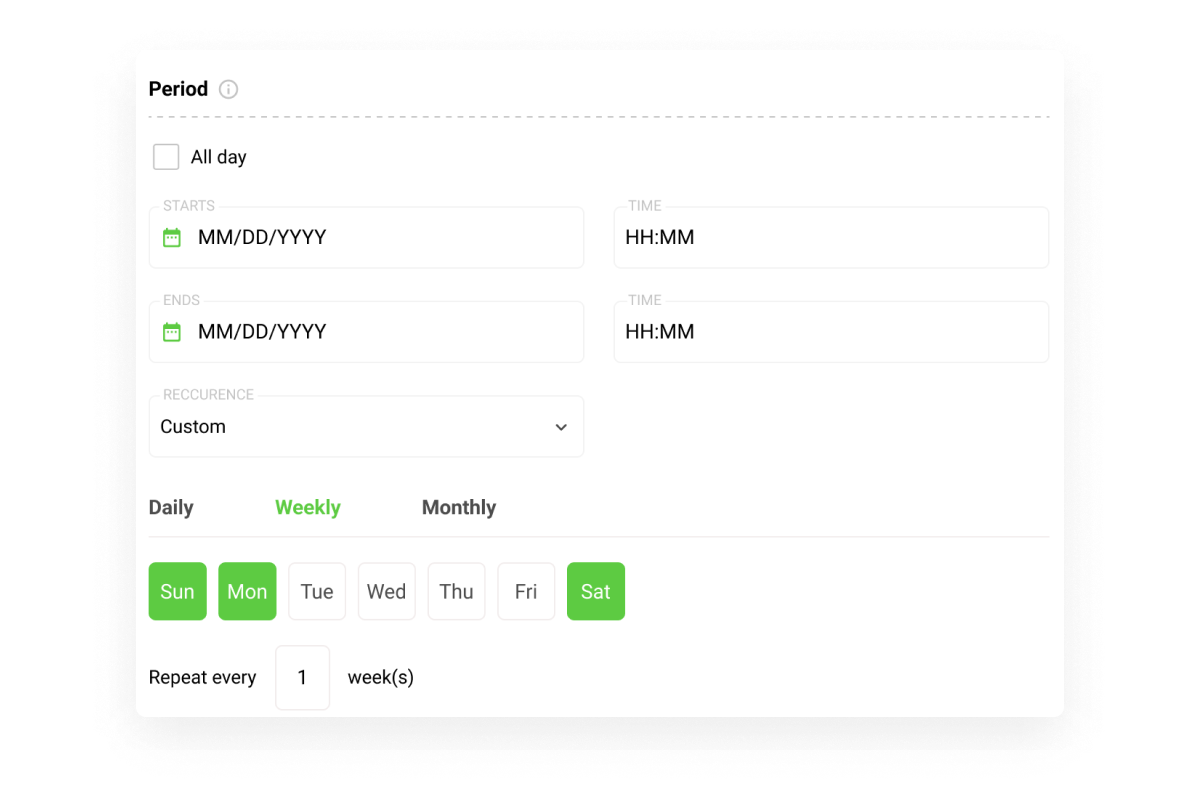 Period
All day
STARTS
MM/DD/YYYY
TIME
HH:MM
ENDS
MM/DD/YYYY
TIME
HH:MM
RECCURENCE
Custom
Daily Weekly Monthly
Sun Mon Tue Wed Thu Fri Sat
Repeat every 1 week(s)